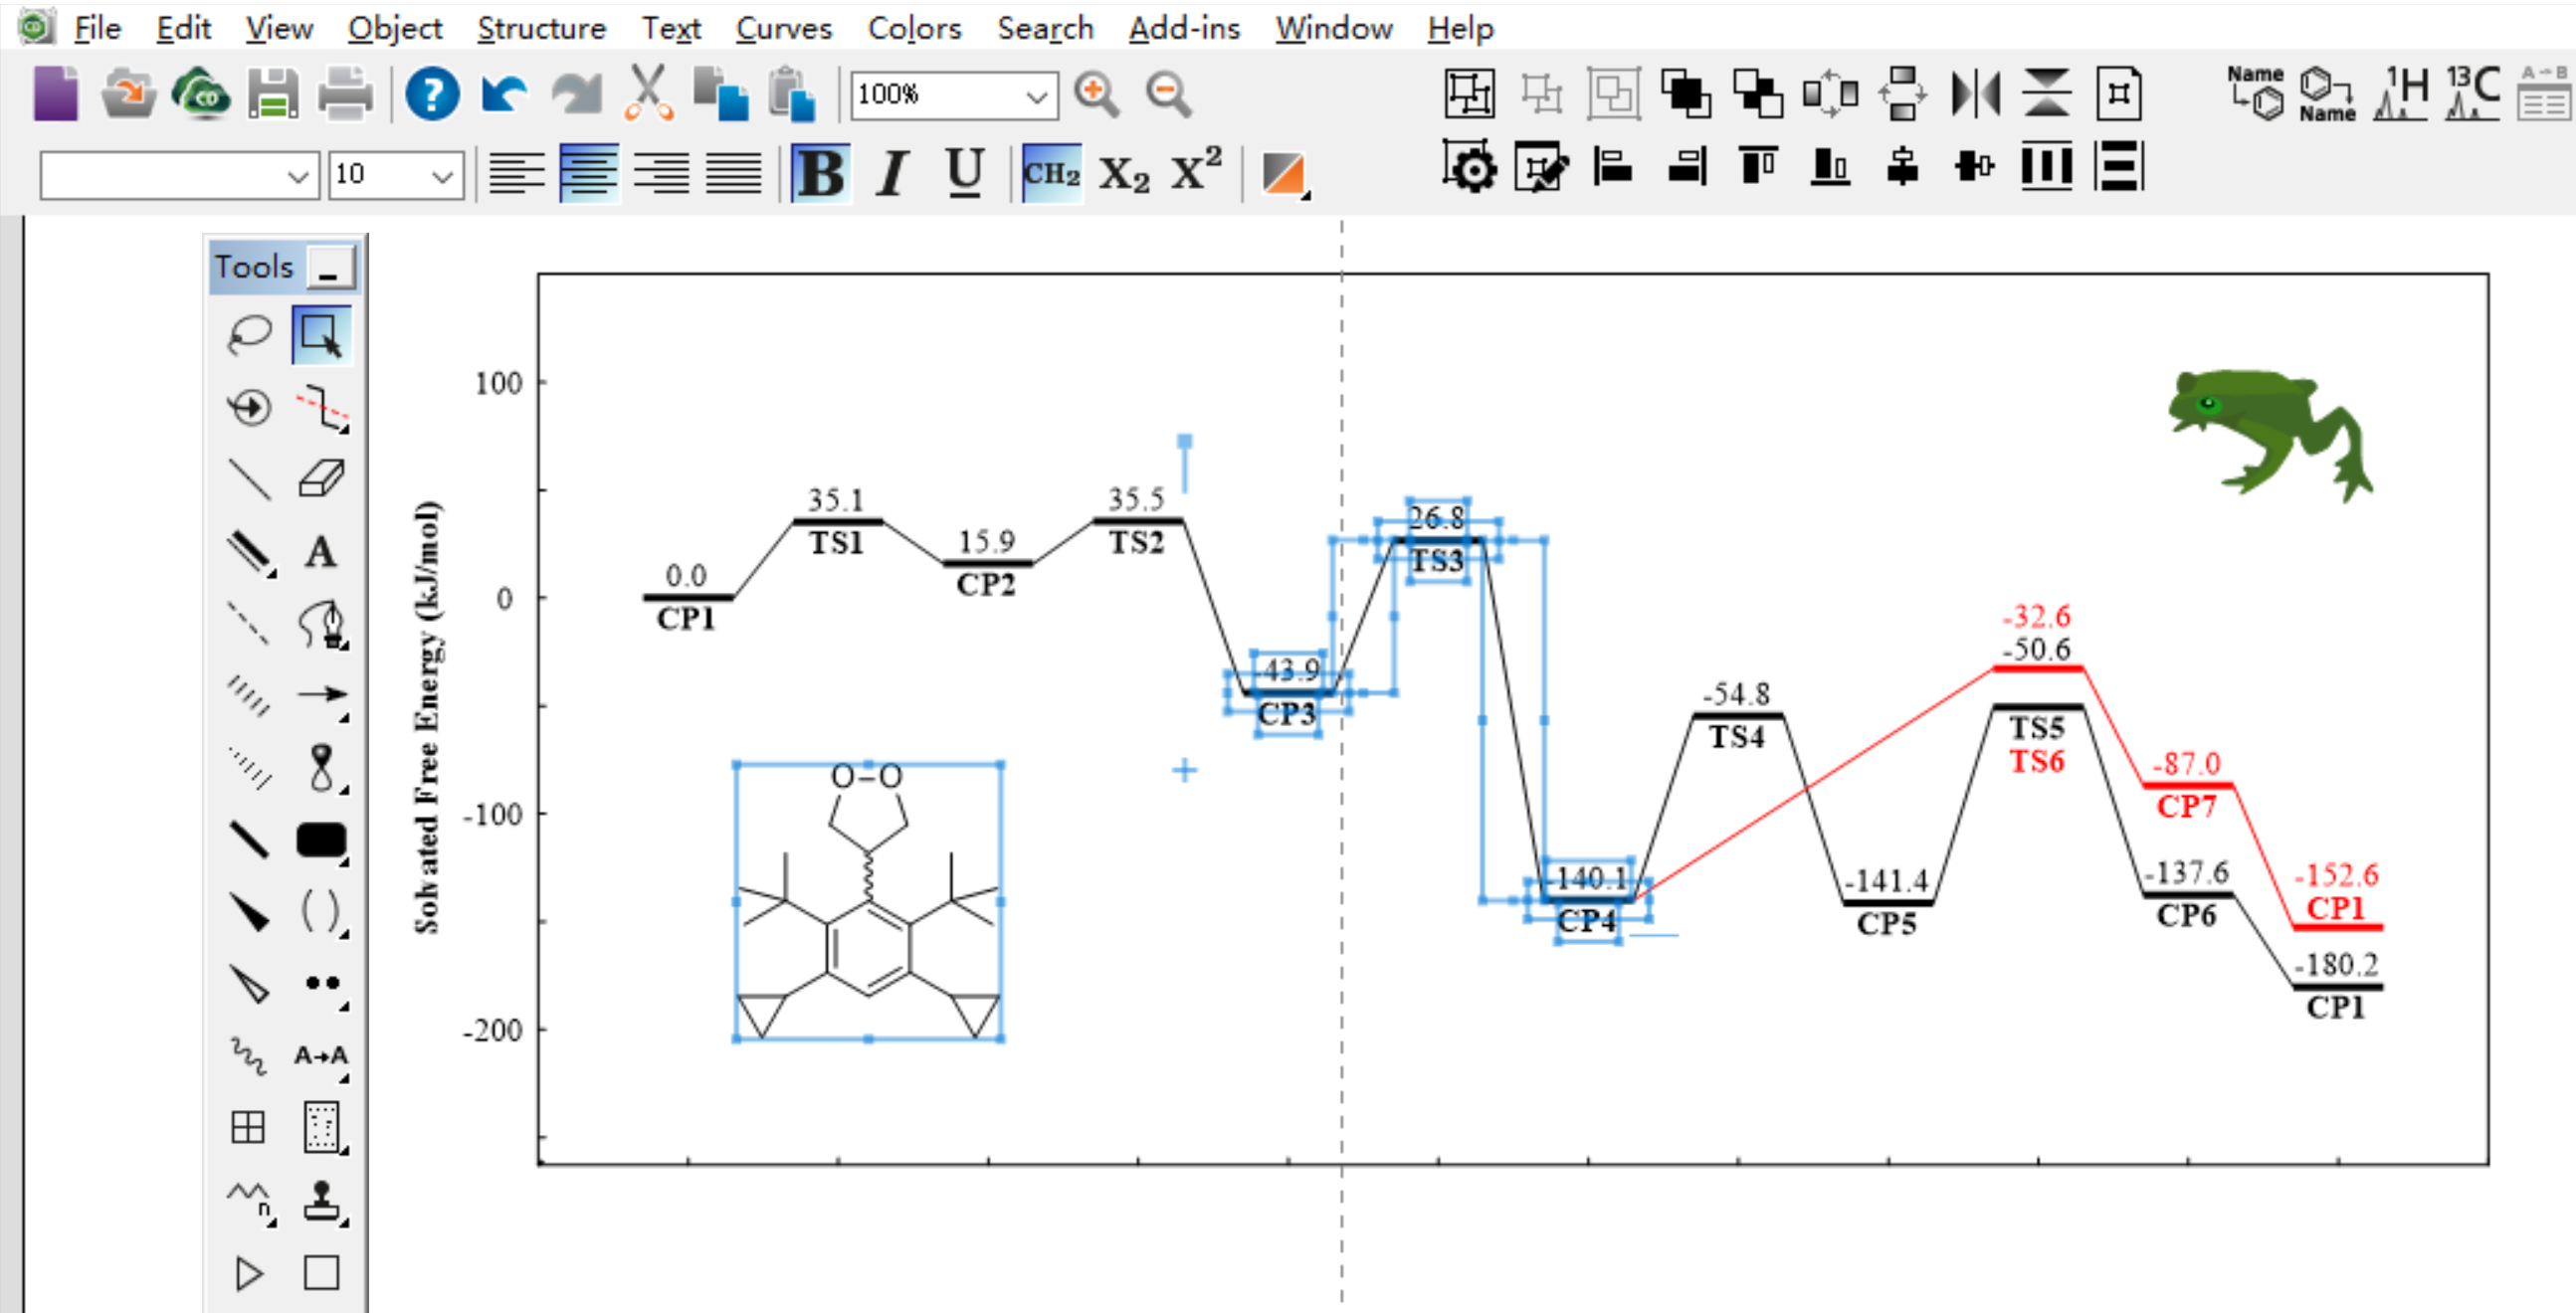 File Edit View Object Structure Text Curves Colors Search Add-ins Window Help
CD ? 100% Name Name 1H 13C A→B
10 B I U CH2 X2 X2
Tools
A
A→A
n
Solvated Free Energy (kJ/mol)
100
0
-100
-200
0.0
CP1
35.1
TS1
15.9
CP2
35.5
TS2
-43.9
CP3
26.8
TS3
-140.1
CP4
-54.8
TS4
-141.4
CP5
-32.6
-50.6
TS5
TS6
-87.0
CP7
-137.6
CP6
-152.6
CP1
-180.2
CP1
O–O